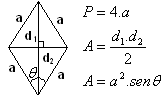 a
a
d₁
d₂
a
a
θ
P = 4.a
A = d₁.d₂ / 2
A = a².senθ